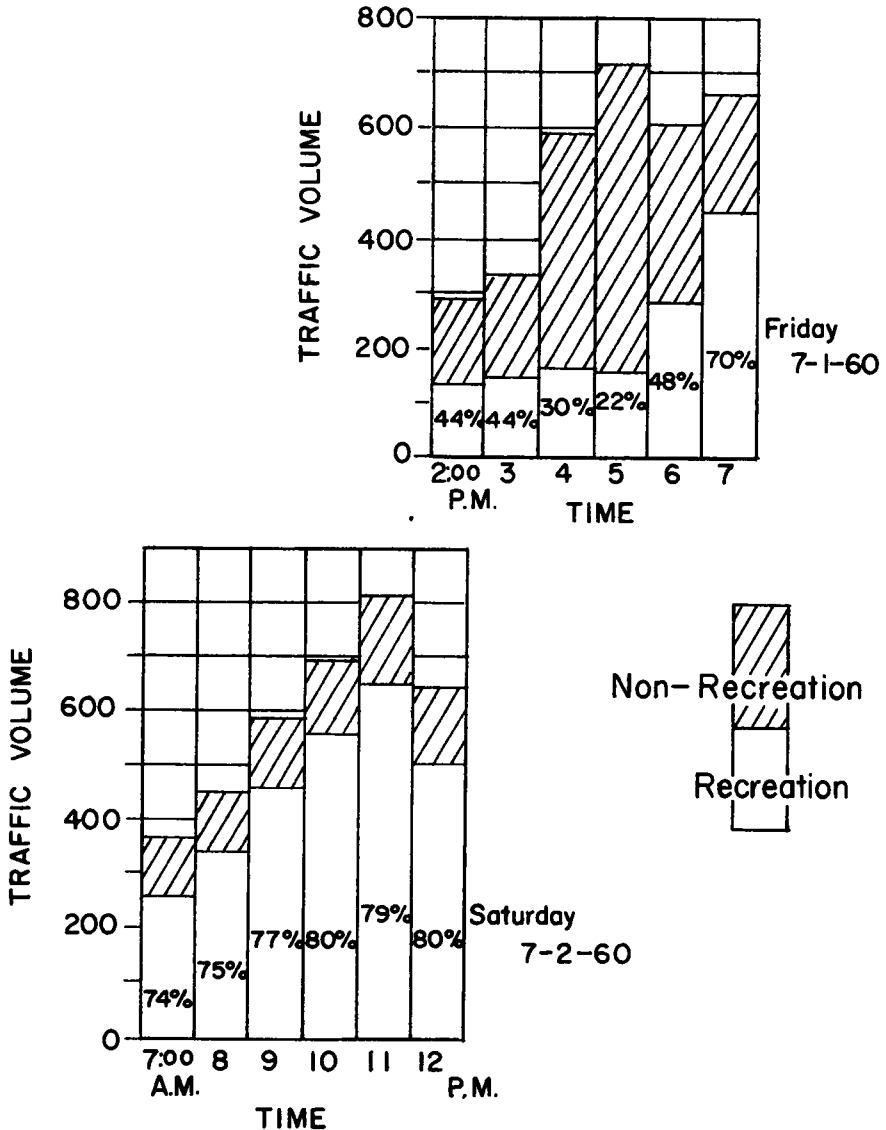 800
600
400
200
0
TRAFFIC VOLUME
44% 44% 30% 22% 48% 70%
Friday
7-1-60
2:00 3 4 5 6 7
P.M.
TIME
800
600
400
200
0
TRAFFIC VOLUME
74% 75% 77% 80% 79% 80%
Saturday
7-2-60
7:00 8 9 10 11 12
A.M. P.M.
TIME
Non-Recreation
Recreation